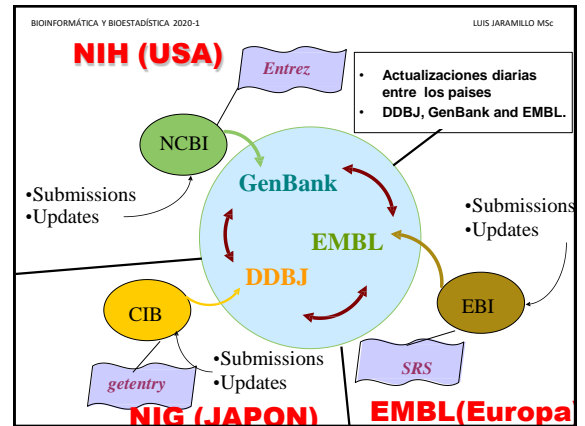 BIOINFORMÁTICA Y BIOESTADÍSTICA 2020-1
LUIS JARAMILLO MSc
NIH (USA)
Entrez
• Actualizaciones diarias
entre los paises
• DDBJ, GenBank and EMBL.
NCBI
GenBank
•Submissions
•Updates
•Submissions
•Updates
EMBL
DDBJ
CIB
EBI
•Submissions
•Updates
getentry
SRS
NIG (JAPON)
EMBL(Europa)